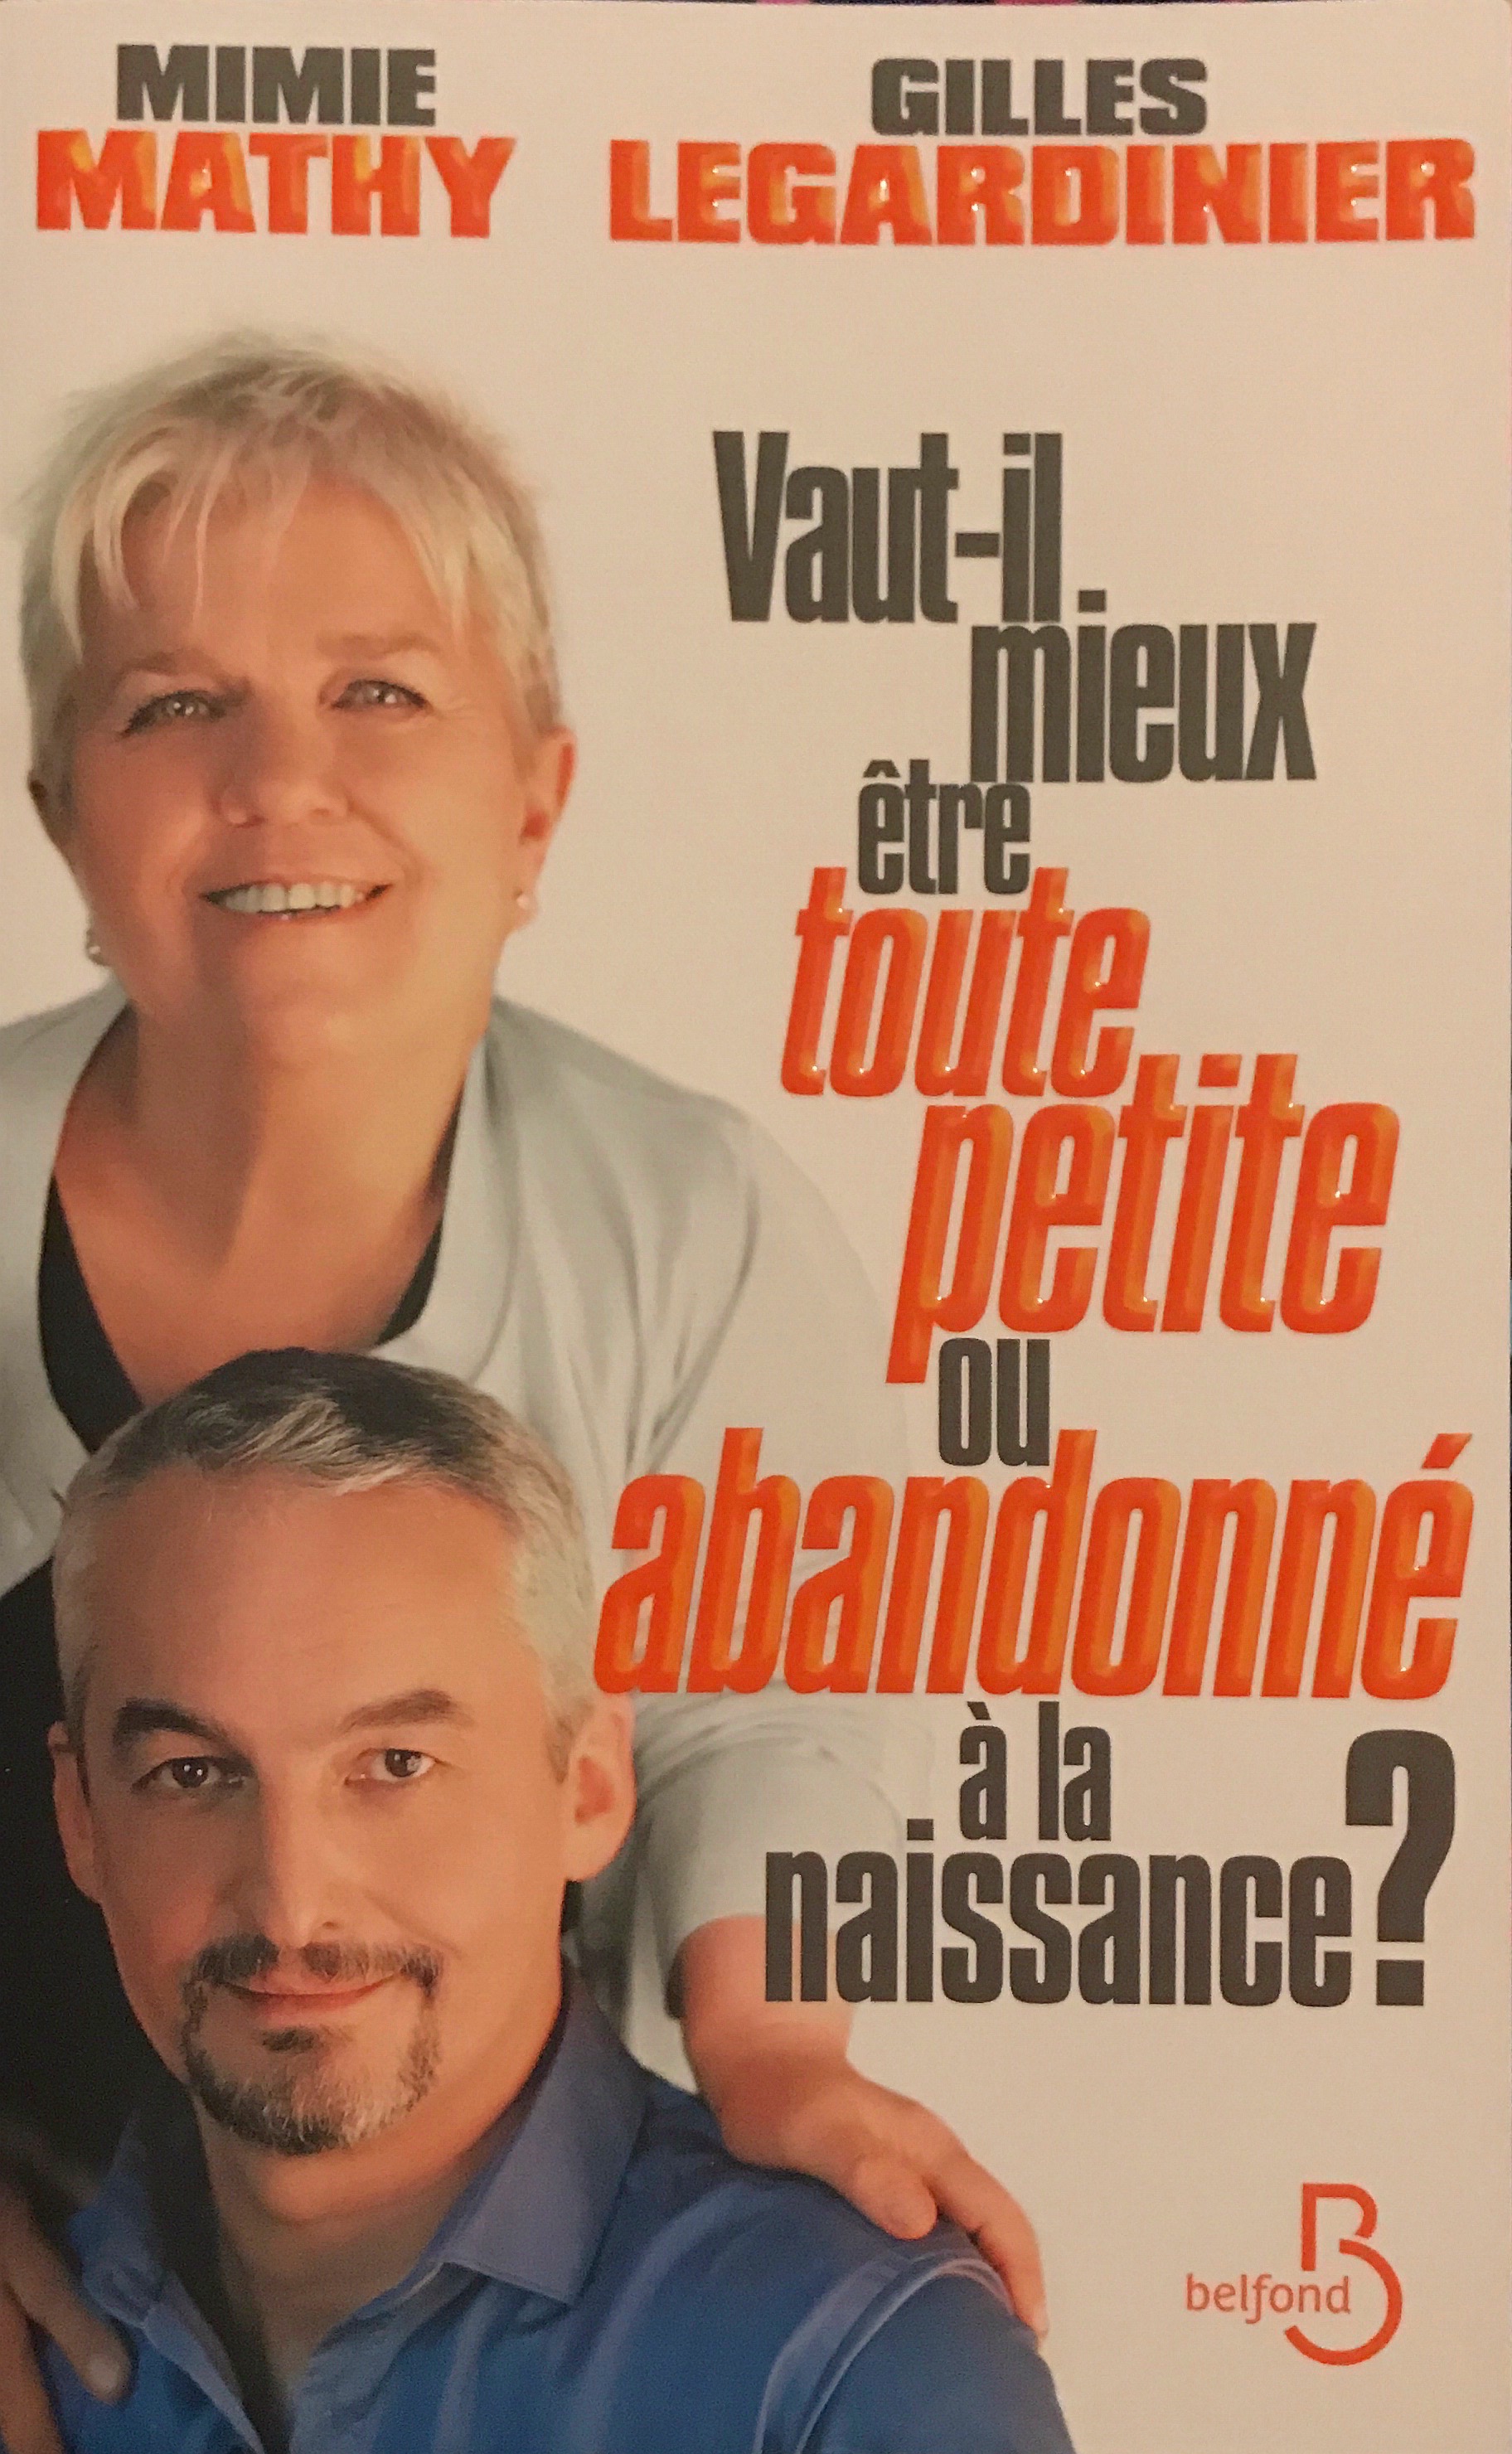 MIMIE
MATHY
GILLES
LEGARDINIER
Vaut-il
mieux
être
toute
petite
ou
abandonné
à la
naissance?
belfond